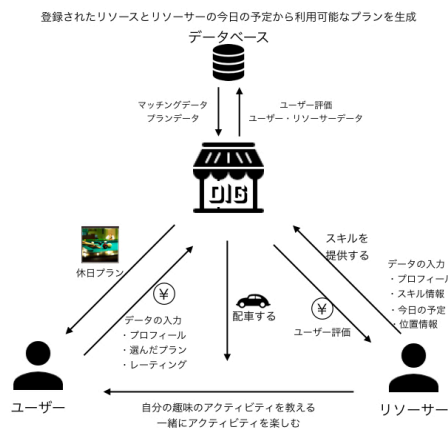 登録されたリソースとリソーサーの今日の予定から利用可能なプランを生成
データベース
マッチングデータ
プランデータ
ユーザー評価
ユーザー・リソーサーデータ
DIG
休日プラン
¥
データの入力
・プロフィール
・選んだプラン
・レーティング
配車する
¥
ユーザー評価
スキルを
提供する
データの入力
・プロフィール
・スキル情報
・今日の予定
・位置情報
ユーザー
リソーサー
自分の趣味のアクティビティを教える
一緒にアクティビティを楽しむ